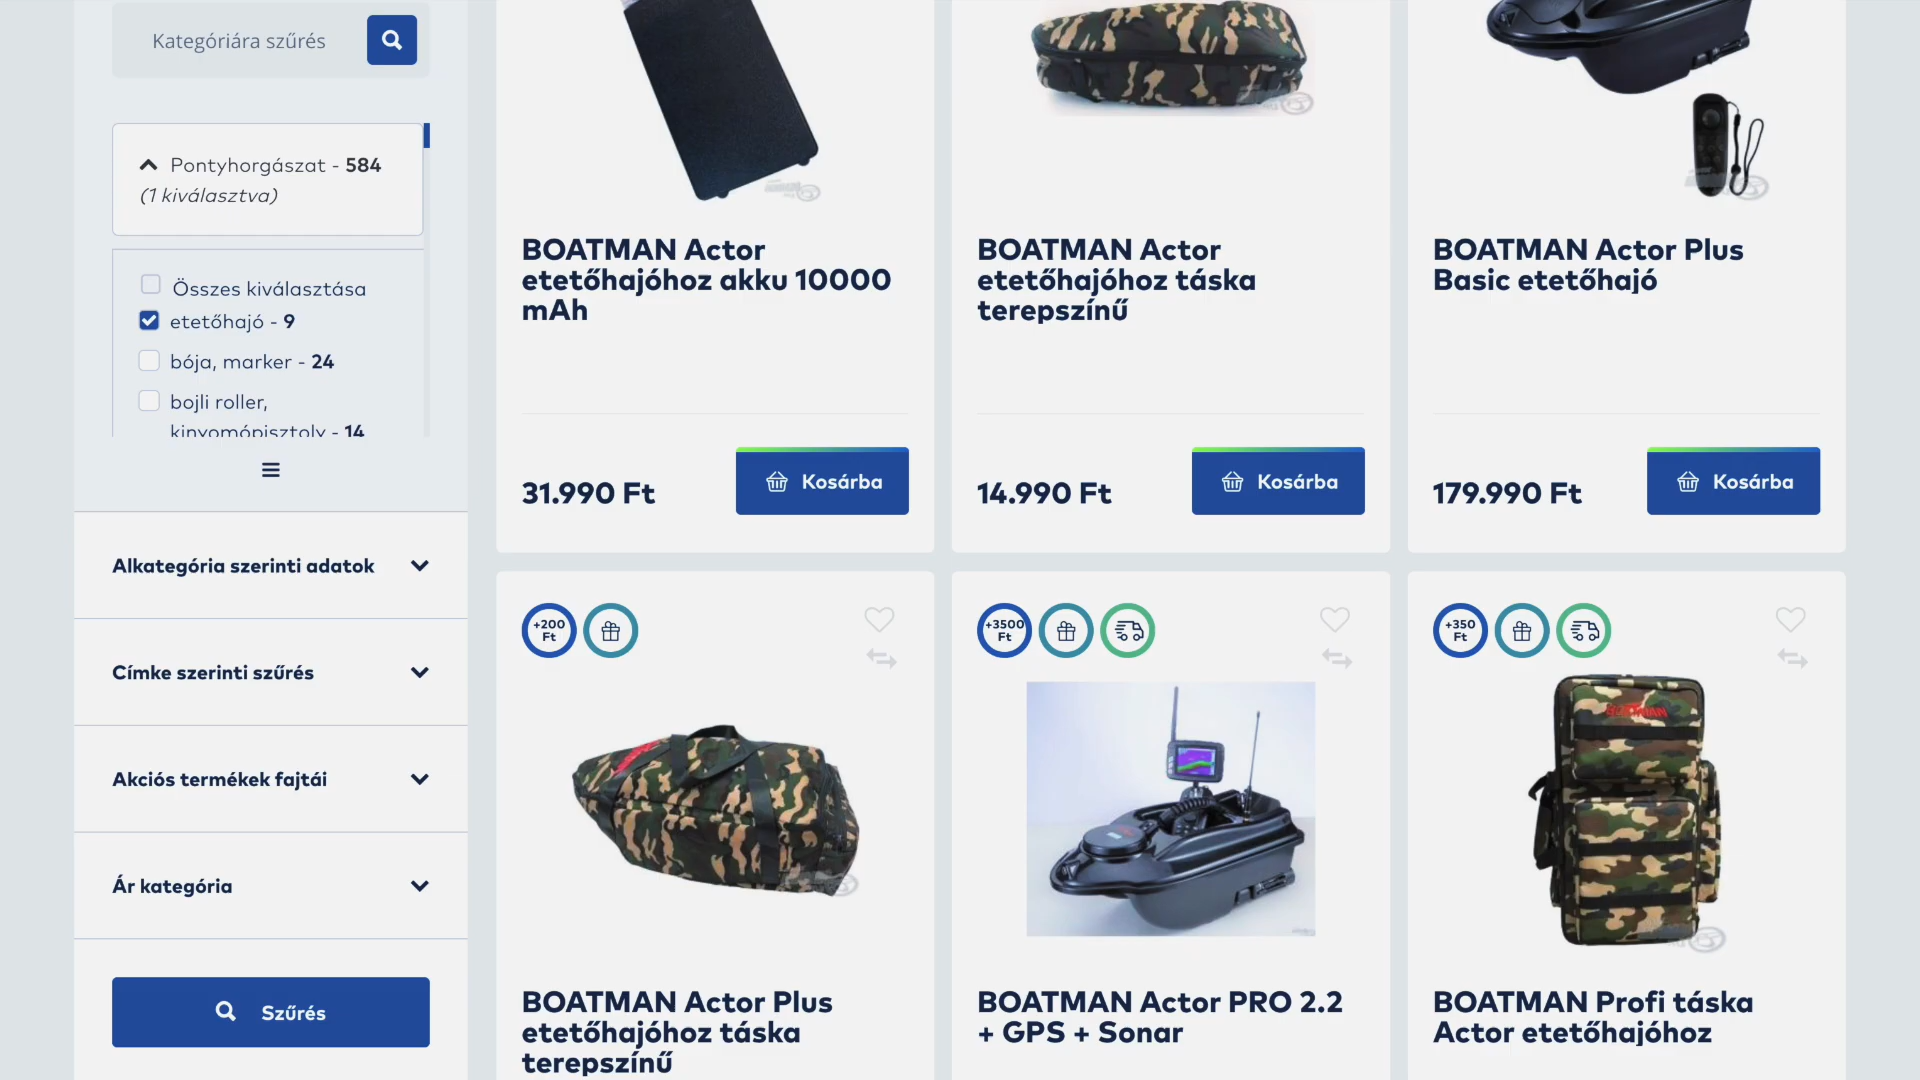 Kategóriára szűrés
Pontyhorgászat - 584
(1 kiválasztva)
Összes kiválasztása
etetőhajó - 9
bója, marker - 24
bojli roller,
kinyomópisztoly - 14
Alkategória szerinti adatok
Címke szerinti szűrés
Akciós termékek fajtái
Ár kategória
Szűrés
BOATMAN Actor
etetőhajóhoz akku 10000
mAh
31.990 Ft
Kosárba
BOATMAN Actor
etetőhajóhoz táska
terepszínű
14.990 Ft
Kosárba
BOATMAN Actor Plus
Basic etetőhajó
179.990 Ft
Kosárba
+200
Ft
BOATMAN
BOATMAN Actor Plus
etetőhajóhoz táska
terepszínű
+3500
Ft
BOATMAN Actor PRO 2.2
+ GPS + Sonar
+350
Ft
BOATMAN
BOATMAN Profi táska
Actor etetőhajóhoz